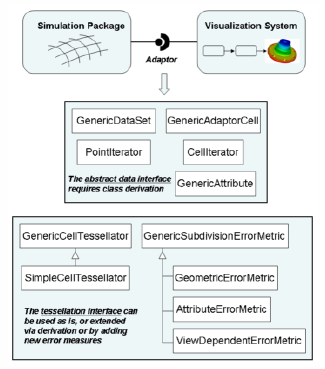 Simulation Package
Visualization System
Adaptor
GenericDataSet
GenericAdaptorCell
PointIterator
CellIterator
The abstract data interface
requires class derivation
GenericAttribute
GenericCellTessellator
GenericSubdivisionErrorMetric
SimpleCellTessellator
GeometricErrorMetric
The tessellation interface can
be used as is, or extended
via derivation or by adding
new error measures
AttributeErrorMetric
ViewDependentErrorMetric